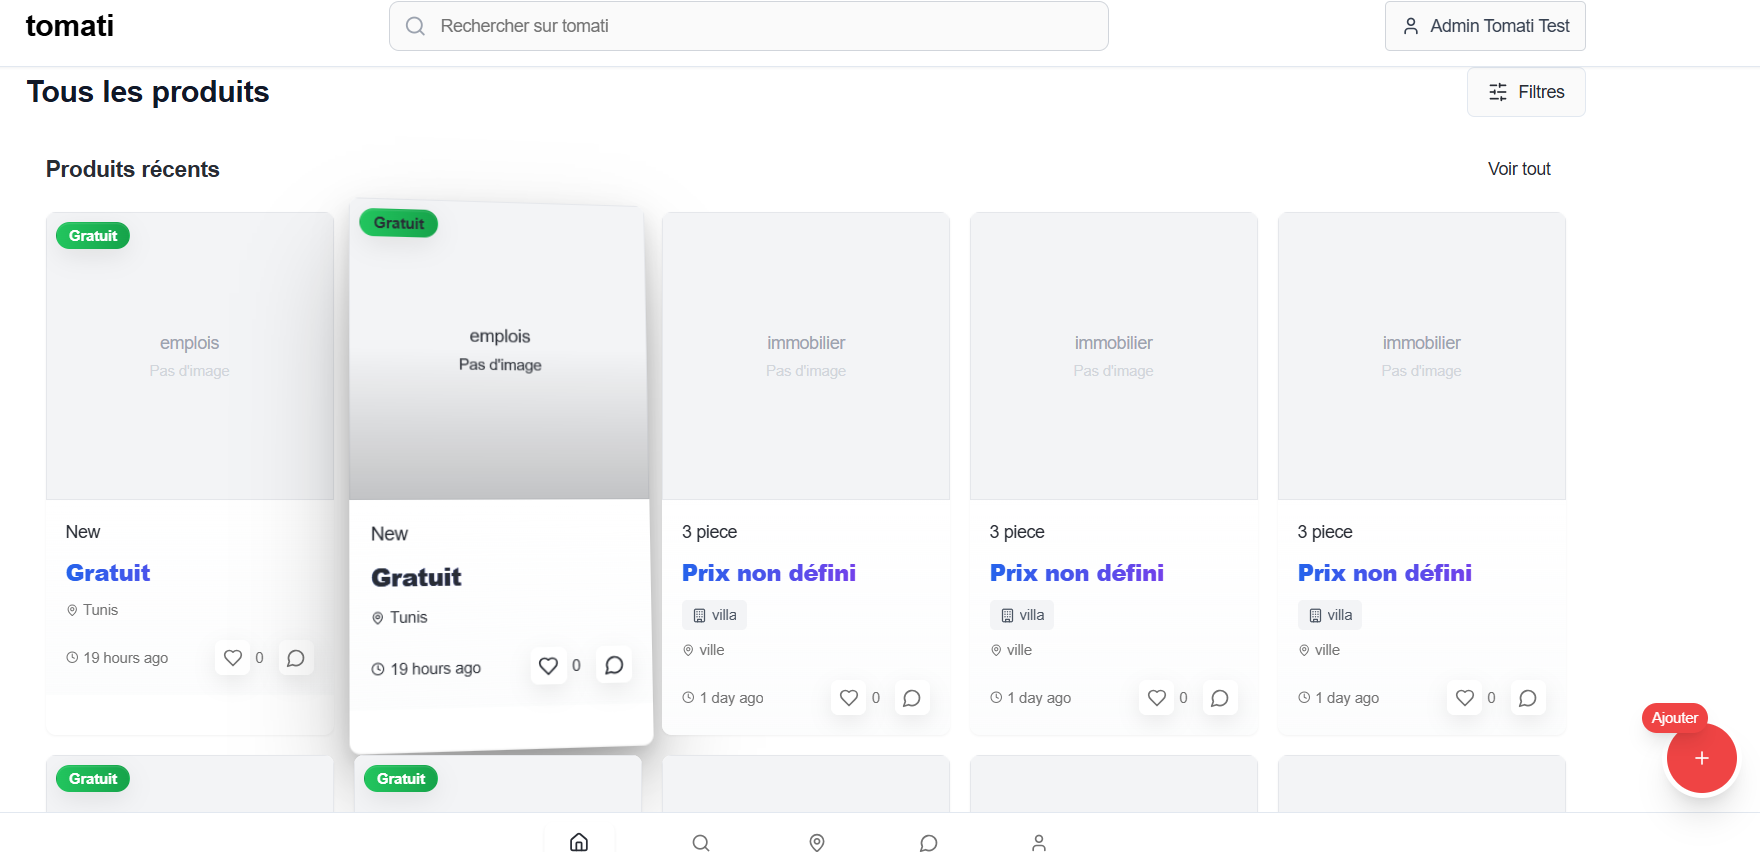 tomati
Rechercher sur tomati
Admin Tomati Test
Tous les produits
Filtres
Produits récents
Voir tout
Gratuit
emplois
Pas d'image
New
Gratuit
Tunis
19 hours ago
0
Gratuit
emplois
Pas d'image
New
Gratuit
Tunis
19 hours ago
0
immobilier
Pas d'image
3 piece
Prix non défini
villa
ville
1 day ago
0
immobilier
Pas d'image
3 piece
Prix non défini
villa
ville
1 day ago
0
immobilier
Pas d'image
3 piece
Prix non défini
villa
ville
1 day ago
0
Ajouter
+
Gratuit
Gratuit